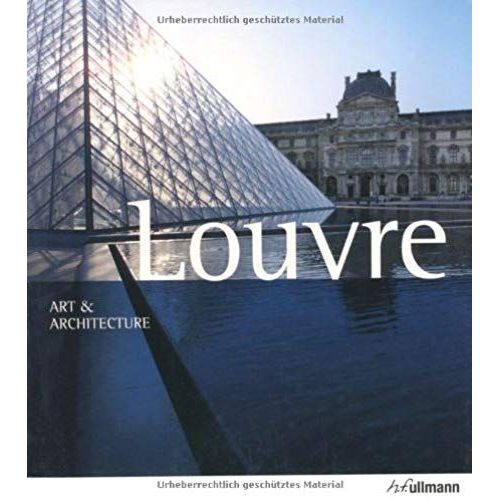 Urheberrechtlich geschütztes Material
Louvre
ART &
ARCHITECTURE
h.f.ullmann
Urheberrechtlich geschütztes Material